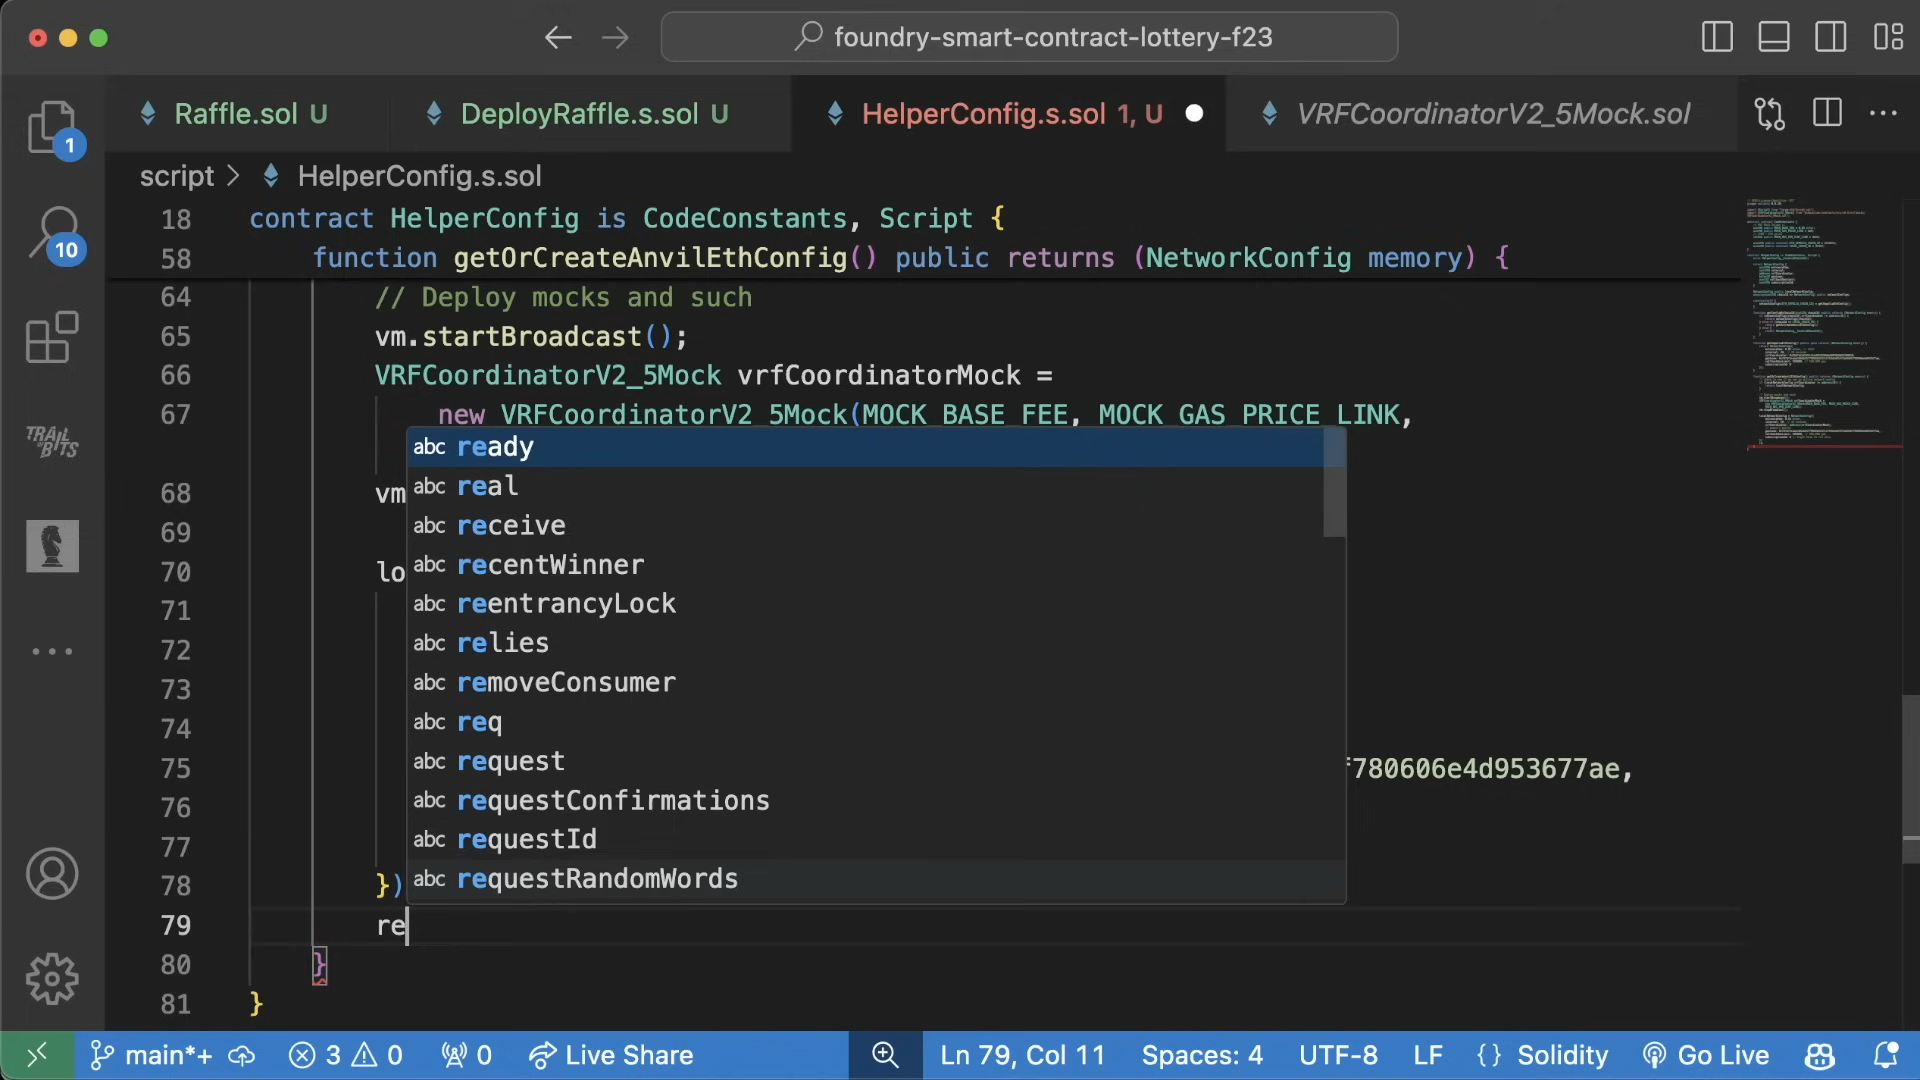 foundry-smart-contract-lottery-f23
Raffle.sol U
DeployRaffle.s.sol U
HelperConfig.s.sol 1, U
VRFCoordinatorV2_5Mock.sol
1
script > HelperConfig.s.sol
10
TRAIL OF BITS
18 contract HelperConfig is CodeConstants, Script {
58 function getOrCreateAnvilEthConfig() public returns (NetworkConfig memory) {
64 // Deploy mocks and such
65 vm.startBroadcast();
66 VRFCoordinatorV2_5Mock vrfCoordinatorMock =
67 new VRFCoordinatorV2_5Mock(MOCK_BASE_FEE, MOCK_GAS_PRICE_LINK,
abc ready
abc real
68 vm
abc receive
69
abc recentWinner
70 lo
abc reentrancyLock
71
abc relies
72
abc removeConsumer
73
abc req
74
abc request
75 f780606e4d953677ae,
abc requestConfirmations
76
abc requestId
77
abc requestRandomWords
78 })
79 re
80 }
81 }
main*+ 3 0 0 Live Share Ln 79, Col 11 Spaces: 4 UTF-8 LF {} Solidity Go Live